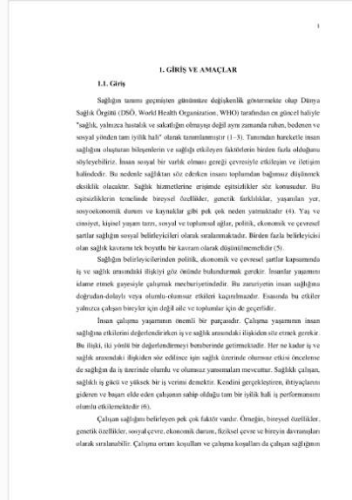 1
1. GİRİŞ VE AMAÇLAR
1.1. Giriş
Sağlığın tanımı geçmişten günümüze değişkenlik göstermekte olup Dünya
Sağlık Örgütü (DSÖ, World Health Organization, WHO) tarafından en güncel haliyle
"sağlık, yalnızca hastalık ve sakatlığın olmayışı değil aynı zamanda ruhen, bedenen ve
sosyal yönden tam iyilik hali" olarak tanımlanmıştır (1–3). Tanımdan hareketle insan
sağlığını oluşturan bileşenlerin ve sağlığı etkileyen faktörlerin birden fazla olduğunu
söyleyebiliriz. İnsan sosyal bir varlık olması gereği çevresiyle etkileşim ve iletişim
halindedir. Bu nedenle sağlıktan söz ederken insanı toplumdan bağımsız düşünmek
eksiklik olacaktır. Sağlık hizmetlerine erişimde eşitsizlikler söz konusudur. Bu
eşitsizliklerin temelinde bireysel özellikler, genetik farklılıklar, yaşanılan yer,
sosyoekonomik durum ve kaynaklar gibi pek çok neden yatmaktadır (4). Yaş ve
cinsiyet, kişisel yaşam tarzı, sosyal ve toplumsal ağlar, politik, ekonomik ve çevresel
şartlar sağlığın sosyal belirleyicileri olarak sıralanmaktadır. Birden fazla belirleyicisi
olan sağlık kavramı tek boyutlu bir kavram olarak düşünülmemelidir (5).
Sağlığın belirleyicilerinden politik, ekonomik ve çevresel şartlar kapsamında
iş ve sağlık arasındaki ilişkiyi göz önünde bulundurmak gerekir. İnsanlar yaşamını
idame etmek gayesiyle çalışmak mecburiyetindedir. Bu zaruriyetin insan sağlığına
doğrudan-dolaylı veya olumlu-olumsuz etkileri kaçınılmazdır. Esasında bu etkiler
yalnızca çalışan bireyler için değil aile ve toplumlar için de geçerlidir.
İnsan çalışma yaşantısının önemli bir parçasıdır. Çalışma yaşamının insan
sağlığına etkilerini değerlendirirken iş ve sağlık arasındaki ilişkiden söz etmek gerekir.
Bu ilişki, iki yönlü bir değerlendirmeyi beraberinde getirmektedir. Her ne kadar iş ve
sağlık arasındaki ilişkiden söz edilince işin sağlık üzerinde olumsuz etkisi öncelense
de sağlığın da iş üzerinde olumlu ve olumsuz yansımaları mevcuttur. Sağlıklı çalışan,
sağlıklı iş gücü ve yüksek bir iş verimi demektir. Kendini gerçekleştiren, ihtiyaçlarını
gideren ve başarı elde eden çalışanın sahip olduğu tam bir iyilik hali iş performansını
olumlu etkilemektedir (6).
Çalışan sağlığını belirleyen pek çok faktör vardır. Örneğin, bireysel özellikler,
genetik özellikler, sosyal çevre, ekonomik durum, fiziksel çevre ve bireyin davranışları
olarak sıralanabilir. Çalışma ortam koşulları ve çalışma koşulları da çalışan sağlığının